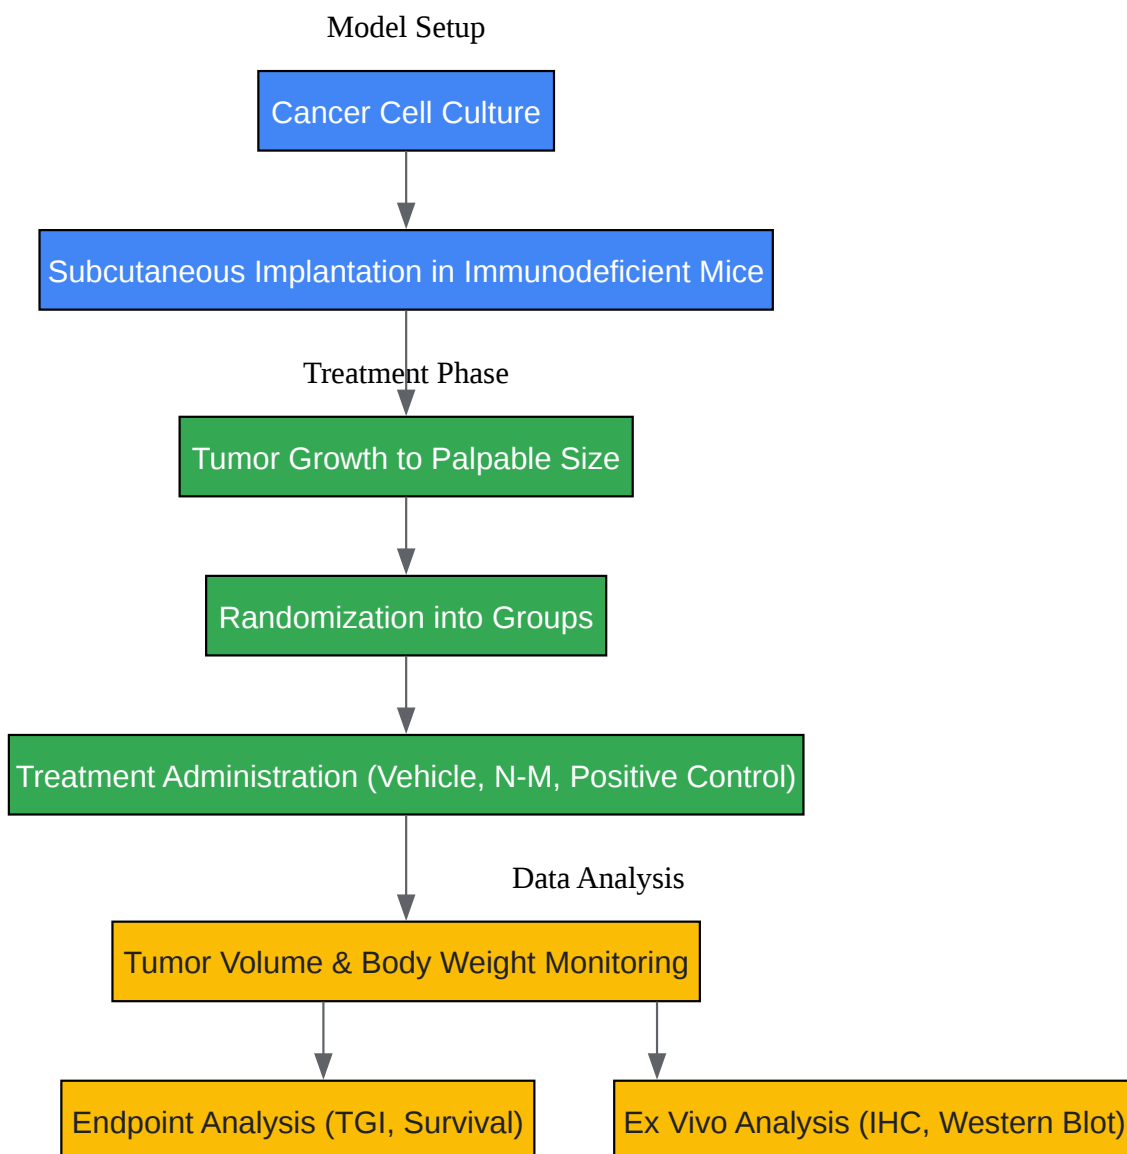 Model Setup
Cancer Cell Culture
Subcutaneous Implantation in Immunodeficient Mice
Treatment Phase
Tumor Growth to Palpable Size
Randomization into Groups
Treatment Administration (Vehicle, N-M, Positive Control)
Data Analysis
Tumor Volume & Body Weight Monitoring
Endpoint Analysis (TGI, Survival)
Ex Vivo Analysis (IHC, Western Blot)